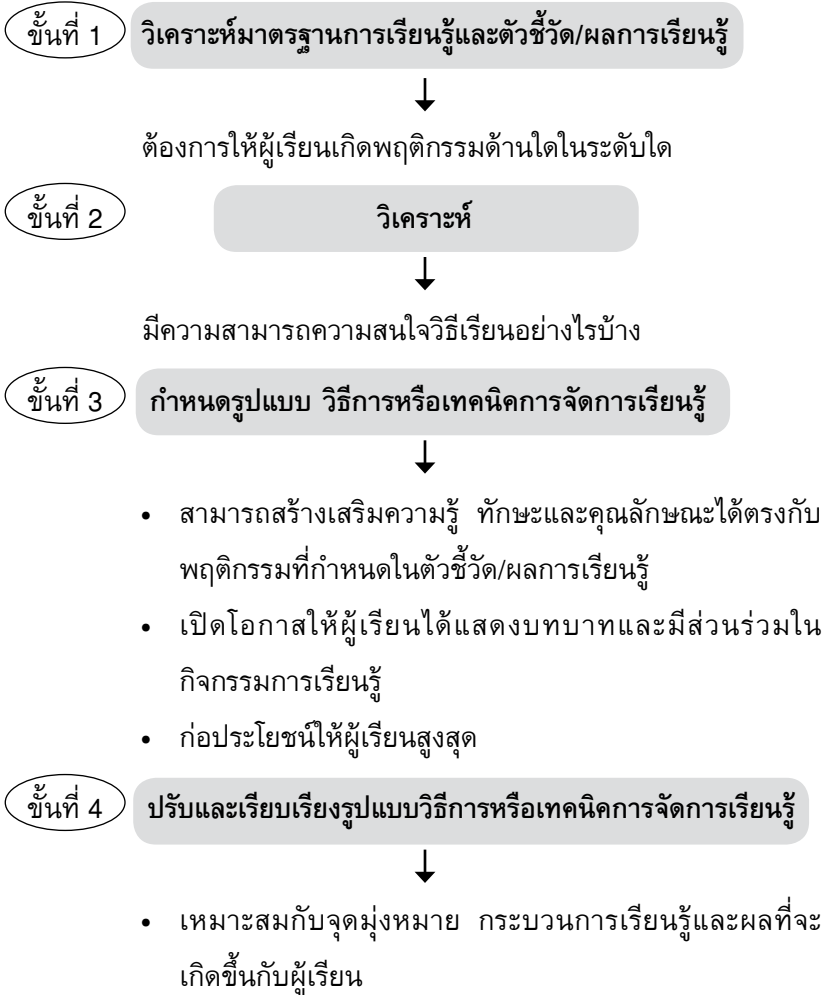 ขั้นที่ 1 วิเคราะห์มาตรฐานการเรียนรู้และตัวชี้วัด/ผลการเรียนรู้
ต้องการให้ผู้เรียนเกิดพฤติกรรมด้านใดในระดับใด
ขั้นที่ 2 วิเคราะห์
มีความสามารถความสนใจวิธีเรียนอย่างไรบ้าง
ขั้นที่ 3 กำหนดรูปแบบ วิธีการหรือเทคนิคการจัดการเรียนรู้
• สามารถสร้างเสริมความรู้ ทักษะและคุณลักษณะได้ตรงกับ
พฤติกรรมที่กำหนดในตัวชี้วัด/ผลการเรียนรู้
• เปิดโอกาสให้ผู้เรียนได้แสดงบทบาทและมีส่วนร่วมใน
กิจกรรมการเรียนรู้
• ก่อประโยชน์ให้ผู้เรียนสูงสุด
ขั้นที่ 4 ปรับและเรียบเรียงรูปแบบวิธีการหรือเทคนิคการจัดการเรียนรู้
• เหมาะสมกับจุดมุ่งหมาย กระบวนการเรียนรู้และผลที่จะ
เกิดขึ้นกับผู้เรียน